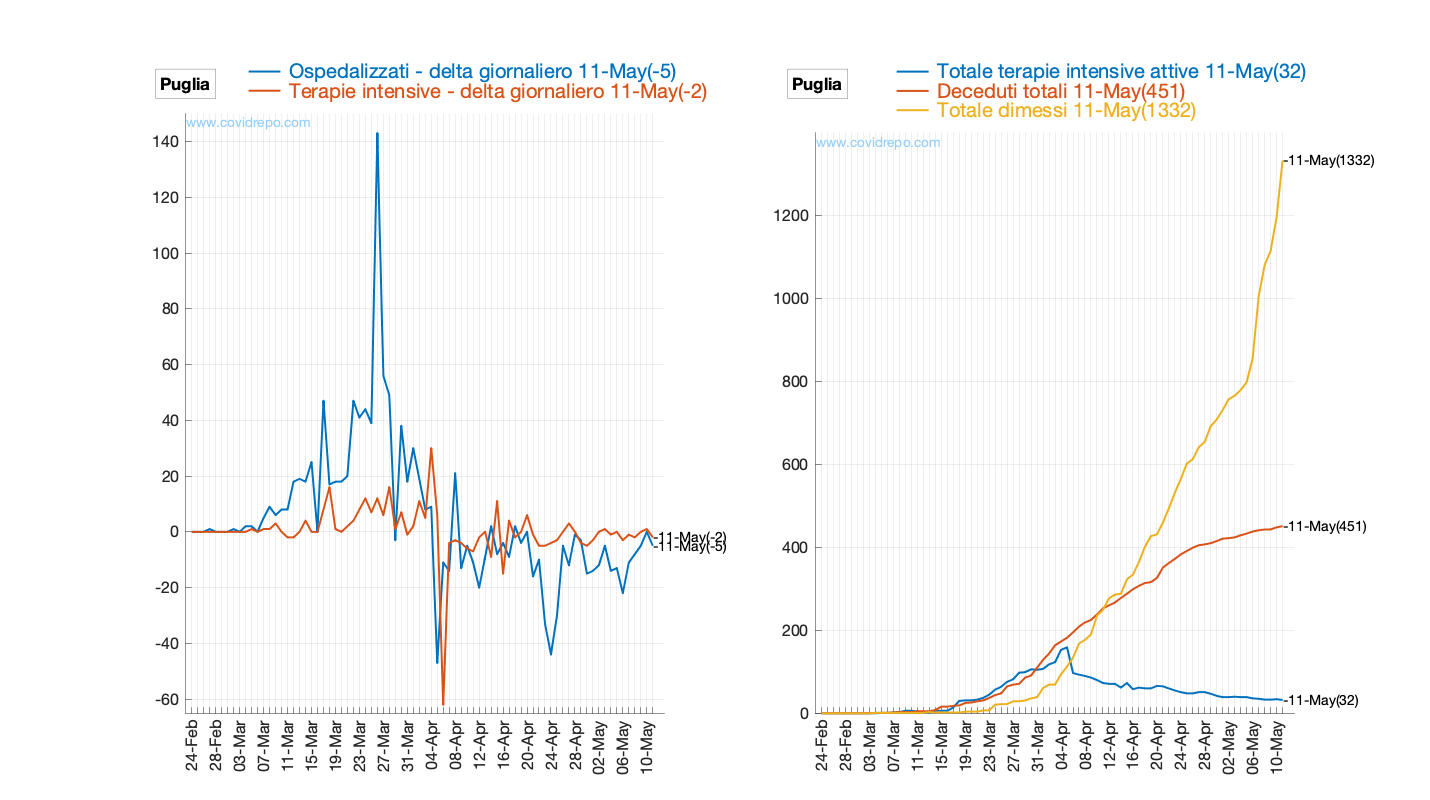 Puglia
Ospedalizzati - delta giornaliero 11-May(-5)
Terapie intensive - delta giornaliero 11-May(-2)
www.covidrepo.com
140
120
100
80
60
40
20
0
-20
-40
-60
-11-May(-2)
-11-May(-5)
24-Feb
28-Feb
03-Mar
07-Mar
11-Mar
15-Mar
19-Mar
23-Mar
27-Mar
31-Mar
04-Apr
08-Apr
12-Apr
16-Apr
20-Apr
24-Apr
28-Apr
02-May
06-May
10-May
Puglia
Totale terapie intensive attive 11-May(32)
Deceduti totali 11-May(451)
Totale dimessi 11-May(1332)
www.covidrepo.com
1200
1000
800
600
400
200
0
-11-May(1332)
-11-May(451)
-11-May(32)
24-Feb
28-Feb
03-Mar
07-Mar
11-Mar
15-Mar
19-Mar
23-Mar
27-Mar
31-Mar
04-Apr
08-Apr
12-Apr
16-Apr
20-Apr
24-Apr
28-Apr
02-May
06-May
10-May